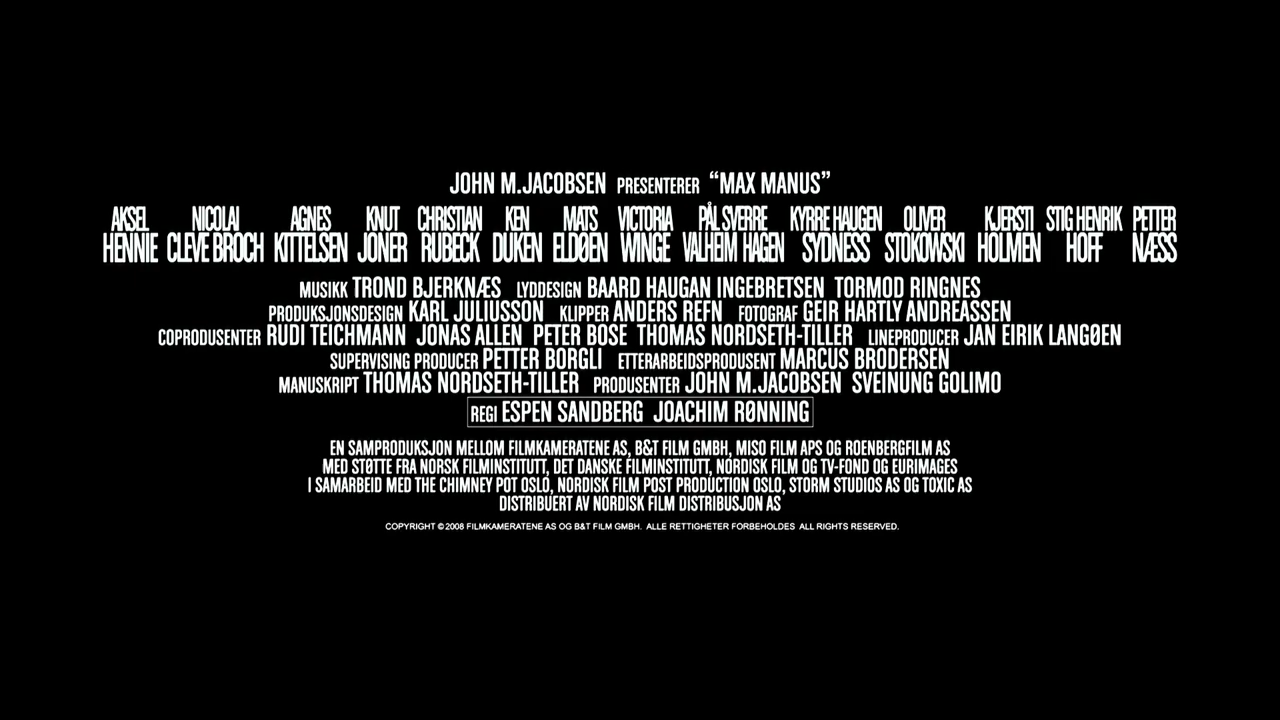 JOHN M.JACOBSEN PRESENTERER “MAX MANUS”
AKSEL NICOLAI AGNES KNUT CHRISTIAN KEN MATS VICTORIA PÅL SVERRE KYRRE HAUGEN OLIVER KJERSTI STIG HENRIK PETTER
HENNIE CLEVE BROCH KITTELSEN JONER RUBECK DUKEN ELDØEN WINGE VALHEIM HAGEN SYDNESS STOKOWSKI HOLMEN HOFF NÆSS
MUSIKK TROND BJERKNÆS LYDDESIGN BAARD HAUGAN INGEBRETSEN TORMOD RINGNES
PRODUKSJONSDESIGN KARL JULIUSSON KLIPPER ANDERS REFN FOTOGRAF GEIR HARTLY ANDREASSEN
COPRODUSENTER RUDI TEICHMANN JONAS ALLEN PETER BOSE THOMAS NORDSETH-TILLER LINEPRODUCER JAN EIRIK LANGØEN
SUPERVISING PRODUCER PETTER BORGLI ETTERARBEIDSPRODUSENT MARCUS BRODERSEN
MANUSKRIPT THOMAS NORDSETH-TILLER PRODUSENTER JOHN M.JACOBSEN SVEINUNG GOLIMO
REGI ESPEN SANDBERG JOACHIM RØNNING
EN SAMPRODUKSJON MELLOM FILMKAMERATENE AS, B&T FILM GMBH, MISO FILM APS OG ROENBERGFILM AS
MED STØTTE FRA NORSK FILMINSTITUTT, DET DANSKE FILMINSTITUTT, NORDISK FILM OG TV-FOND OG EURIMAGES
I SAMARBEID MED THE CHIMNEY POT OSLO, NORDISK FILM POST PRODUCTION OSLO, STORM STUDIOS AS OG TOXIC AS
DISTRIBUERT AV NORDISK FILM DISTRIBUSJON AS
COPYRIGHT ©2008 FILMKAMERATENE AS OG B&T FILM GMBH. ALLE RETTIGHETER FORBEHOLDES ALL RIGHTS RESERVED.